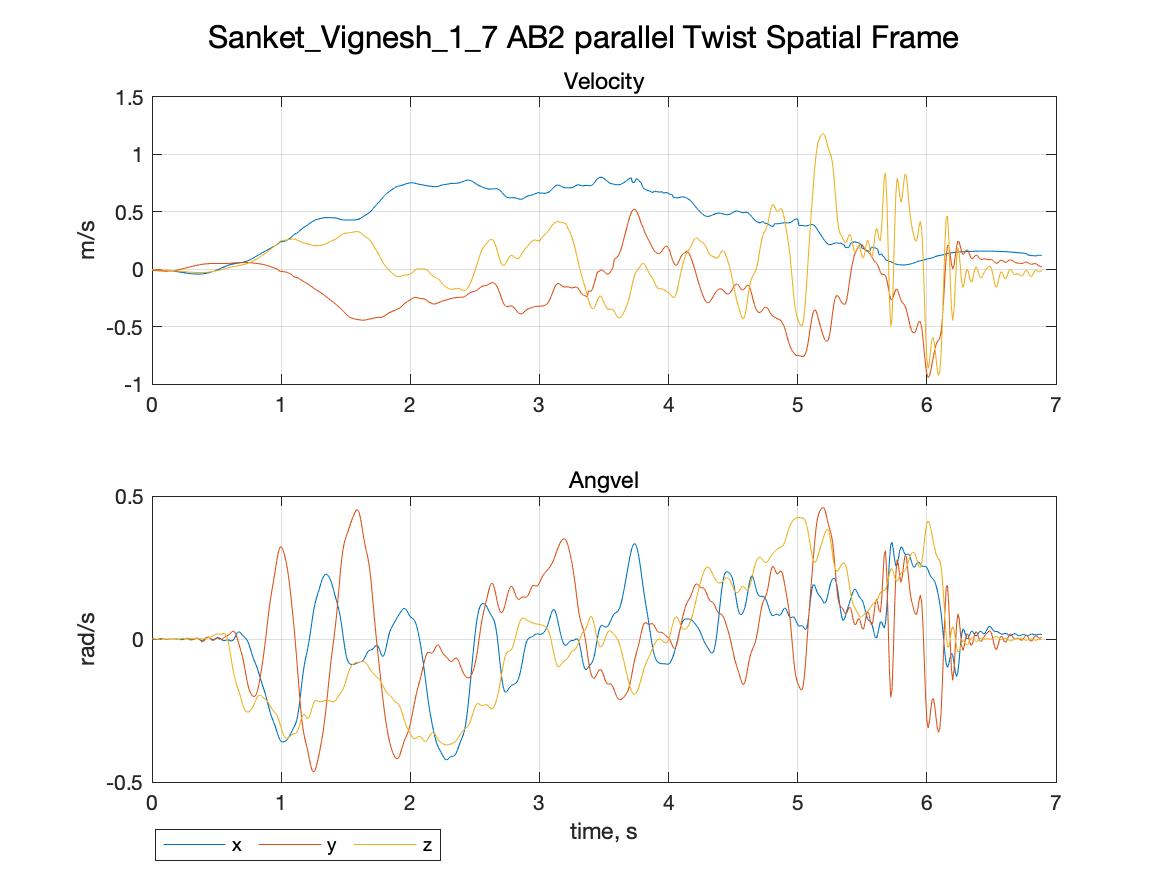 Sanket_Vignesh_1_7 AB2 parallel Twist Spatial Frame
Velocity
1.5
1
0.5
0
-0.5
-1
m/s
0 1 2 3 4 5 6 7
Angvel
0.5
0
-0.5
rad/s
0 1 2 3 4 5 6 7
time, s
x y z